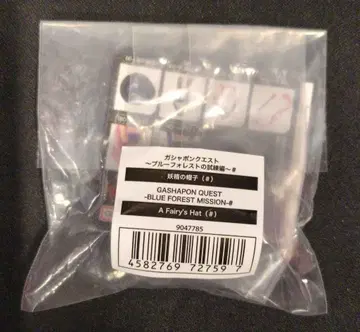 ガシャポンクエスト
～ブルーフォレストの試練編～#
妖精の帽子（#）
GASHAPON QUEST
-BLUE FOREST MISSION-#
A Fairy's Hat (#)
9047785
4582769 727597